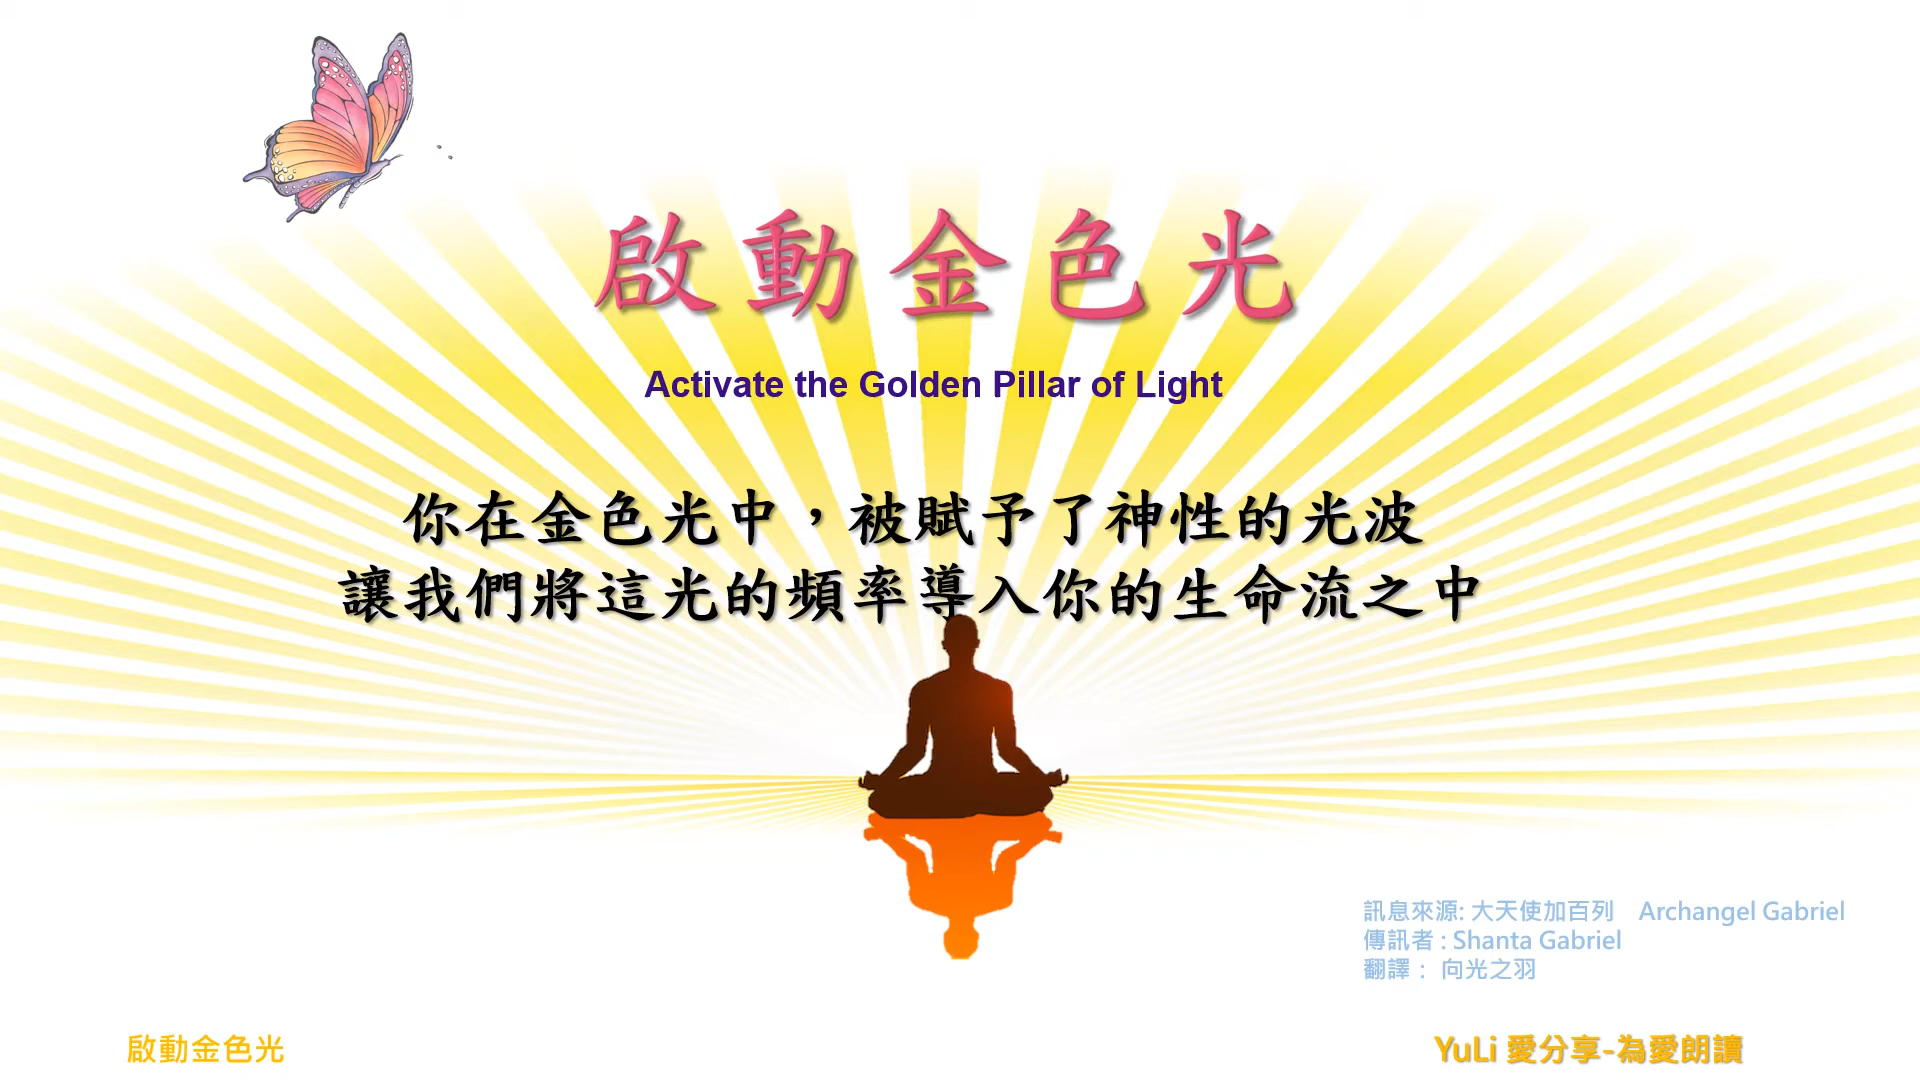 啟動金色光
Activate the Golden Pillar of Light
你在金色光中，被賦予了神性的光波
讓我們將這光的頻率導入你的生命流之中
訊息來源: 大天使加百列 Archangel Gabriel
傳訊者 : Shanta Gabriel
翻譯： 向光之羽
啟動金色光
YuLi 愛分享-為愛朗讀